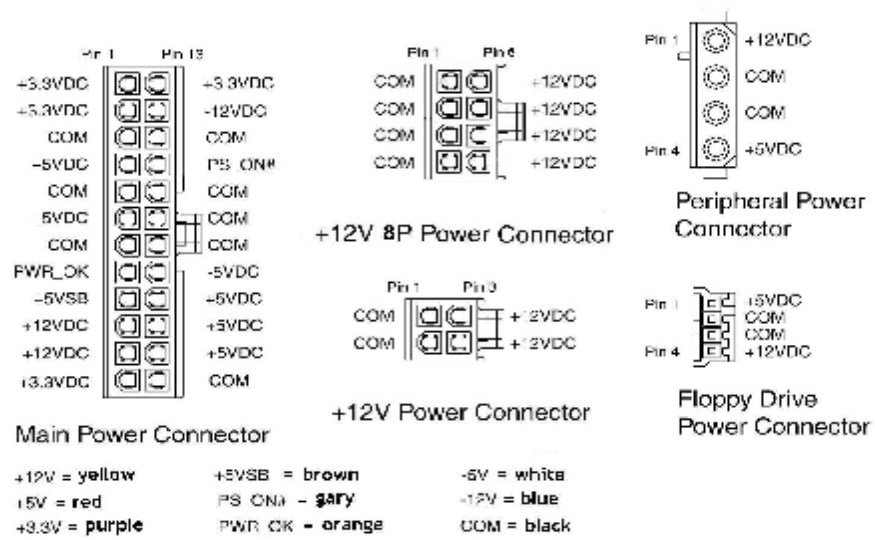 Pin 1 Pin 13
+3.3VDC +3.3VDC
+3.3VDC -12VDC
COM COM
+5VDC PS_ON#
COM COM
5VDC COM
COM COM
PWR_OK -5VDC
+5VSB +5VDC
+12VDC +5VDC
+12VDC +5VDC
+3.3VDC COM
Main Power Connector
Pin 1
COM +12VDC
COM +12VDC
COM +12VDC
COM +12VDC
+12V 8P Power Connector
Pin 1 Pin 3
COM +12VDC
COM +12VDC
+12V Power Connector
Pin 1 +12VDC
COM
COM
Pin 4 +5VDC
Peripheral Power
Connector
Pin 1 +5VDC
COM
COM
Pin 4 +12VDC
Floppy Drive
Power Connector
+12V = yellow +5VSB = brown -5V = white
+5V = red PS_ON# = gary -12V = blue
+3.3V = purple PWR_OK = orange COM = black